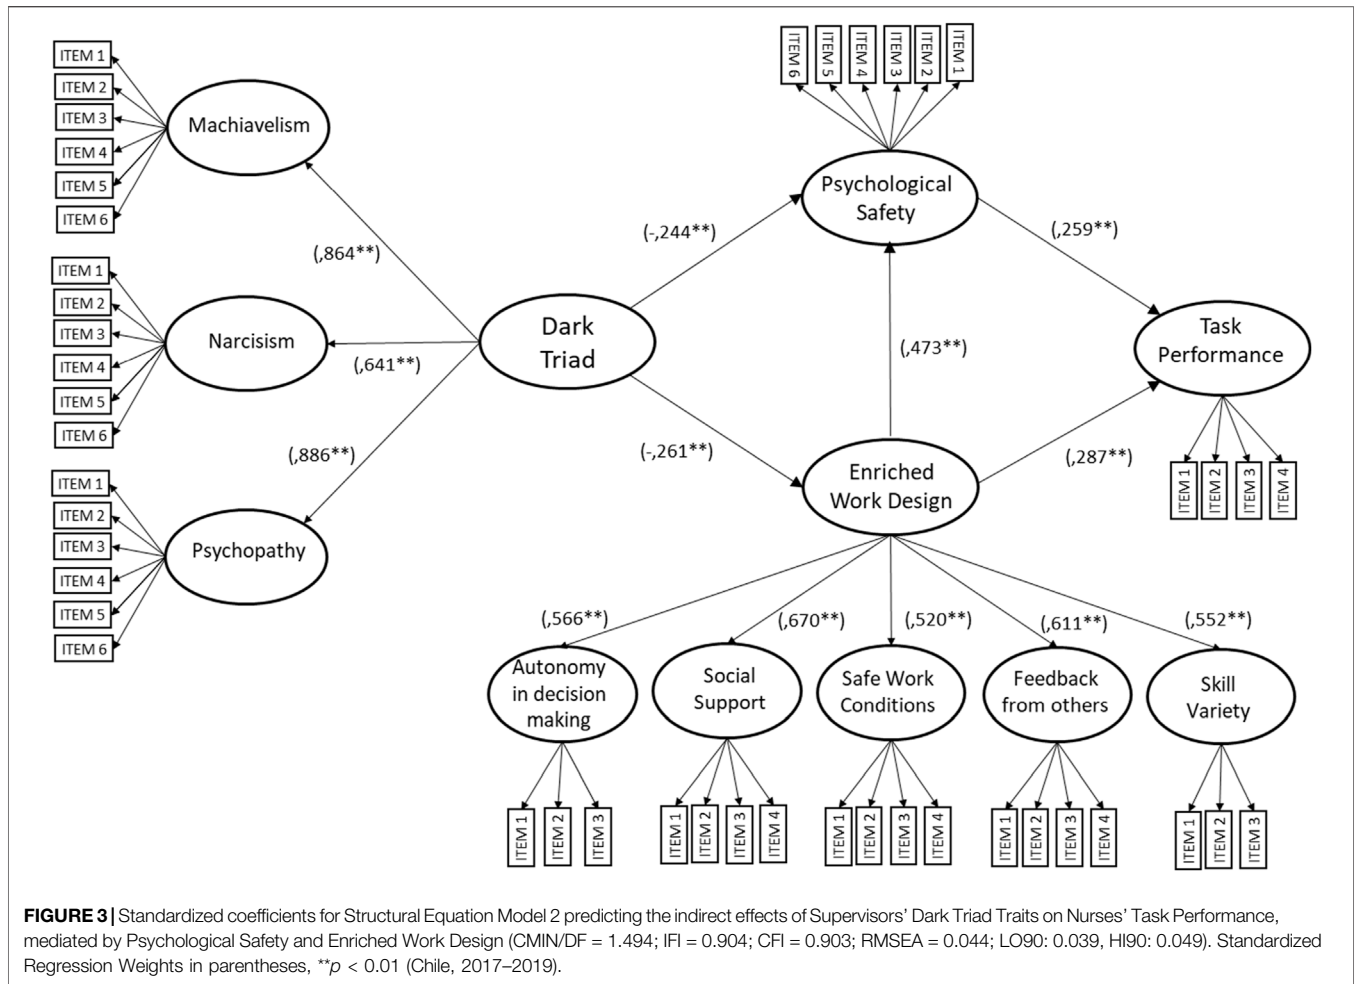 ITEM 1
ITEM 2
ITEM 3
ITEM 4
ITEM 5
ITEM 6
Machiavelism
ITEM 1
ITEM 2
ITEM 3
ITEM 4
ITEM 5
ITEM 6
Narcisism
ITEM 1
ITEM 2
ITEM 3
ITEM 4
ITEM 5
ITEM 6
Psychopathy
(,864**)
(,641**)
(,886**)
Dark
Triad
(-,244**)
(-,261**)
ITEM 6
ITEM 5
ITEM 4
ITEM 3
ITEM 2
ITEM 1
Psychological
Safety
(,473**)
Enriched
Work Design
(,259**)
(,287**)
Task
Performance
ITEM 1
ITEM 2
ITEM 3
ITEM 4
(,566**)
(,670**)
(,520**)
(,611**)
(,552**)
Autonomy
in decision
making
Social
Support
Safe Work
Conditions
Feedback
from others
Skill
Variety
ITEM 1
ITEM 2
ITEM 3
ITEM 1
ITEM 2
ITEM 3
ITEM 4
ITEM 1
ITEM 2
ITEM 3
ITEM 4
ITEM 1
ITEM 2
ITEM 3
ITEM 4
ITEM 1
ITEM 2
ITEM 3
FIGURE 3 | Standardized coefficients for Structural Equation Model 2 predicting the indirect effects of Supervisors' Dark Triad Traits on Nurses' Task Performance,
mediated by Psychological Safety and Enriched Work Design (CMIN/DF = 1.494; IFI = 0.904; CFI = 0.903; RMSEA = 0.044; LO90: 0.039, HI90: 0.049). Standardized
Regression Weights in parentheses, **p < 0.01 (Chile, 2017–2019).